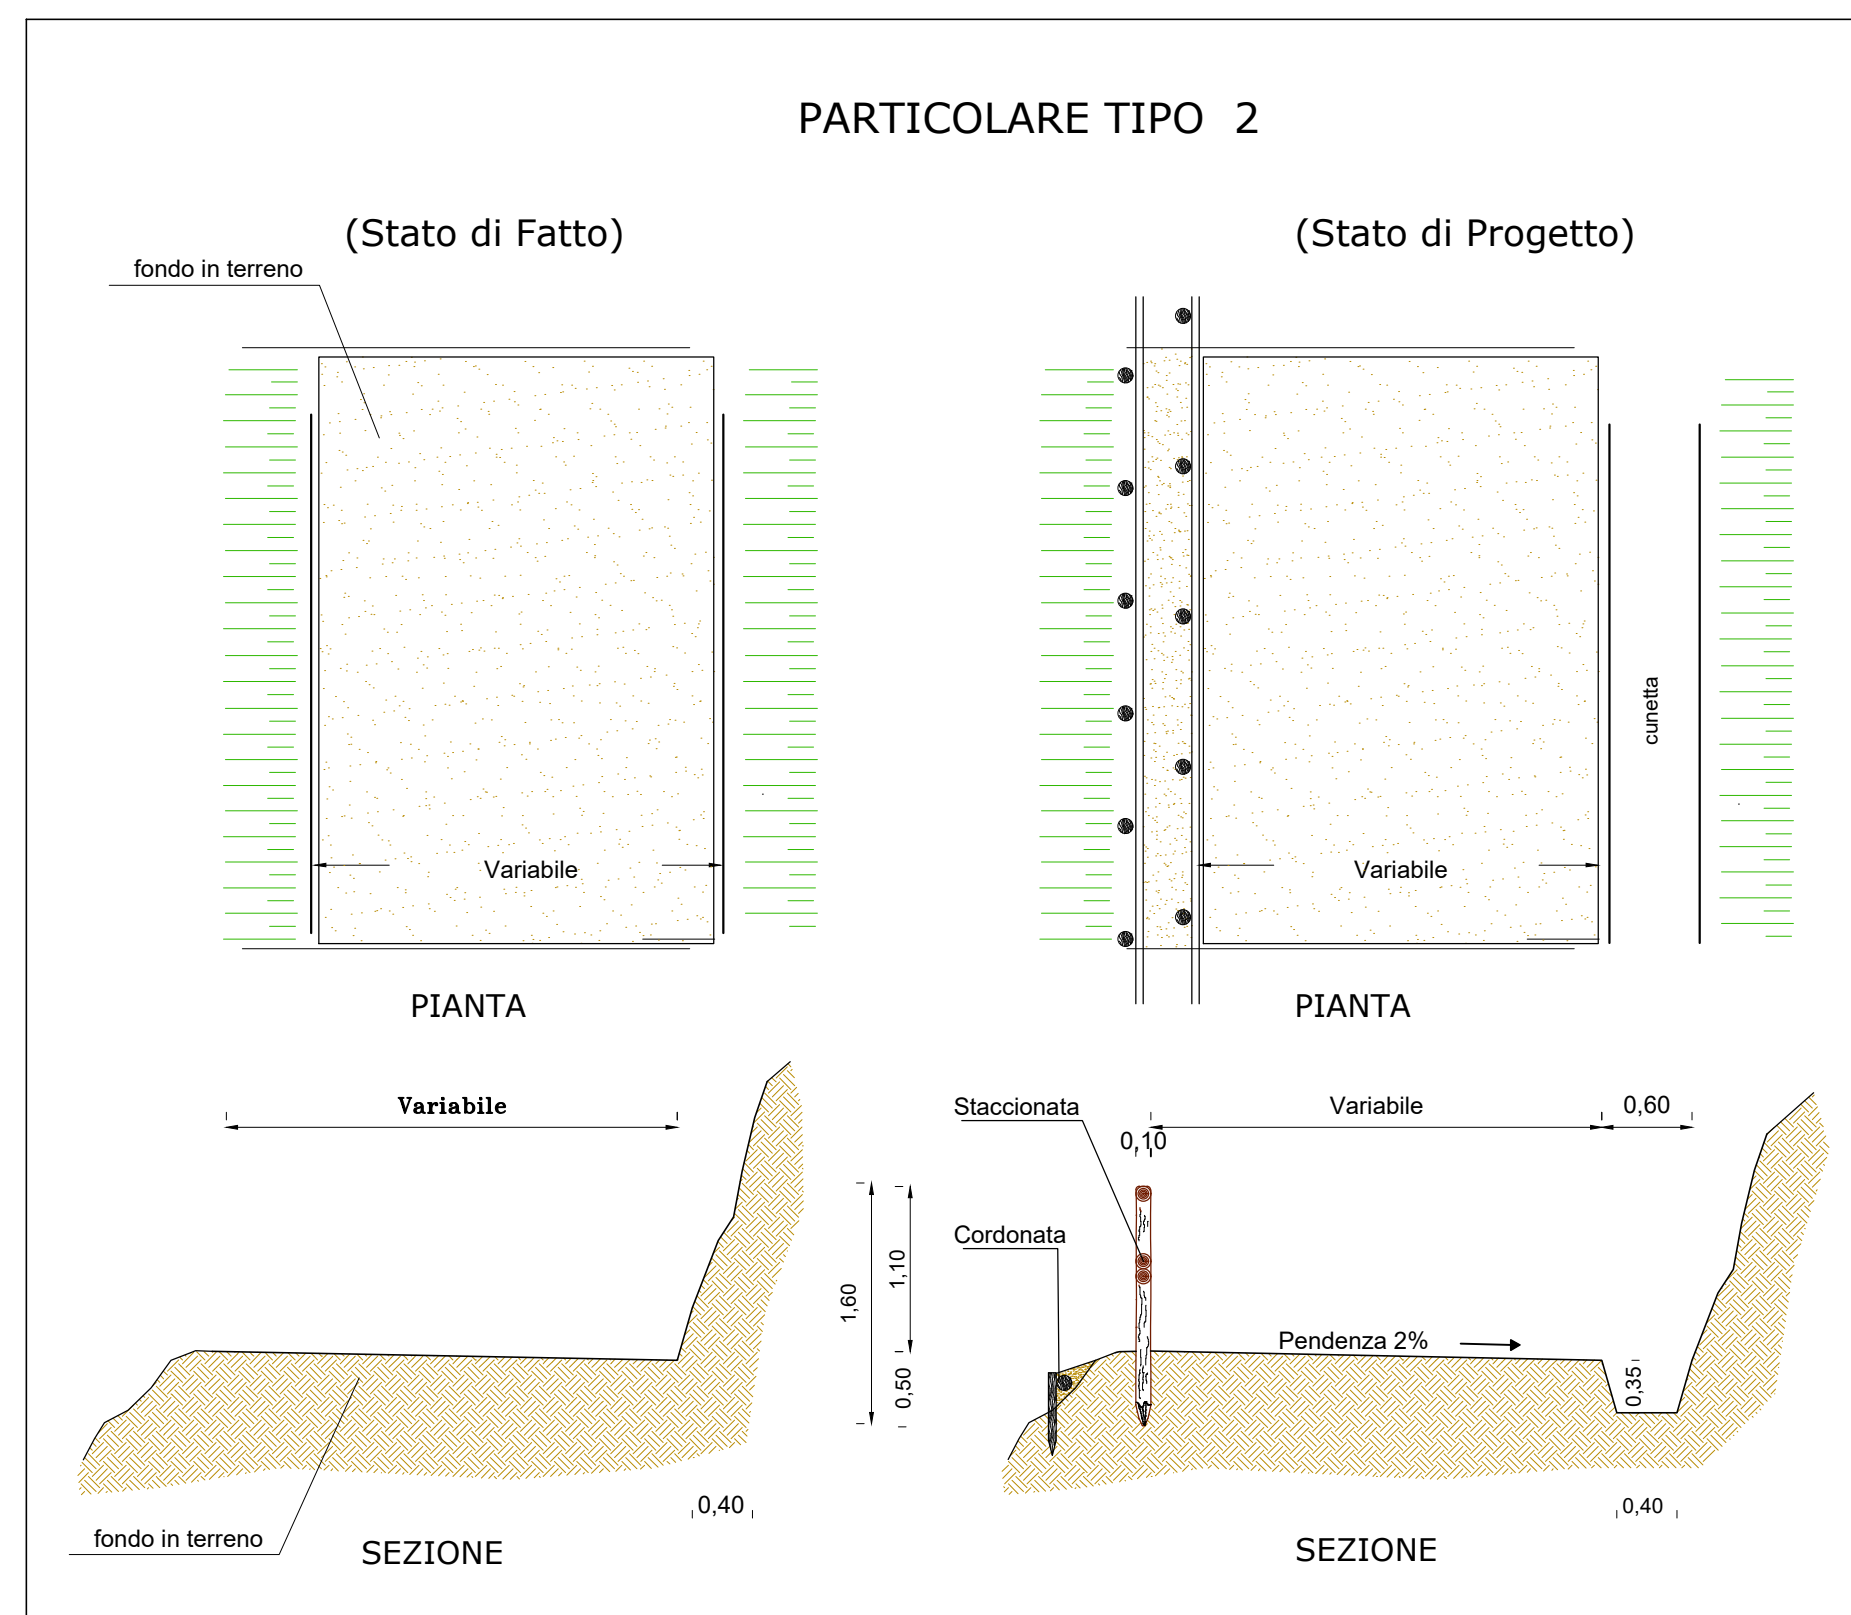 PARTICOLARE TIPO 2
(Stato di Fatto)
(Stato di Progetto)
fondo in terreno
cunetta
Variabile
Variabile
PIANTA
PIANTA
Variabile
Staccionata
Variabile
0,60
0,10
Cordonata
1,60
1,10
0,50
Pendenza 2%
0,35
0,40
0,40
fondo in terreno
SEZIONE
SEZIONE